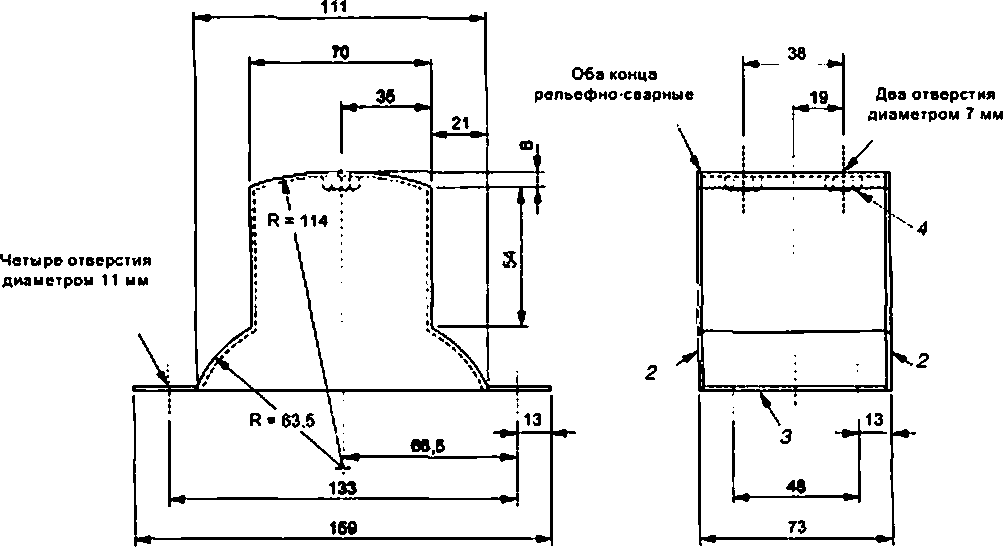 111
70
35
21
8
R = 114
54
Четыре отверстия
диаметром 11 мм
R = 63,5
13
66,5
133
159
38
19
Оба конца
рельефно-сварные
Два отверстия
диаметром 7 мм
4
2
2
3
13
48
73